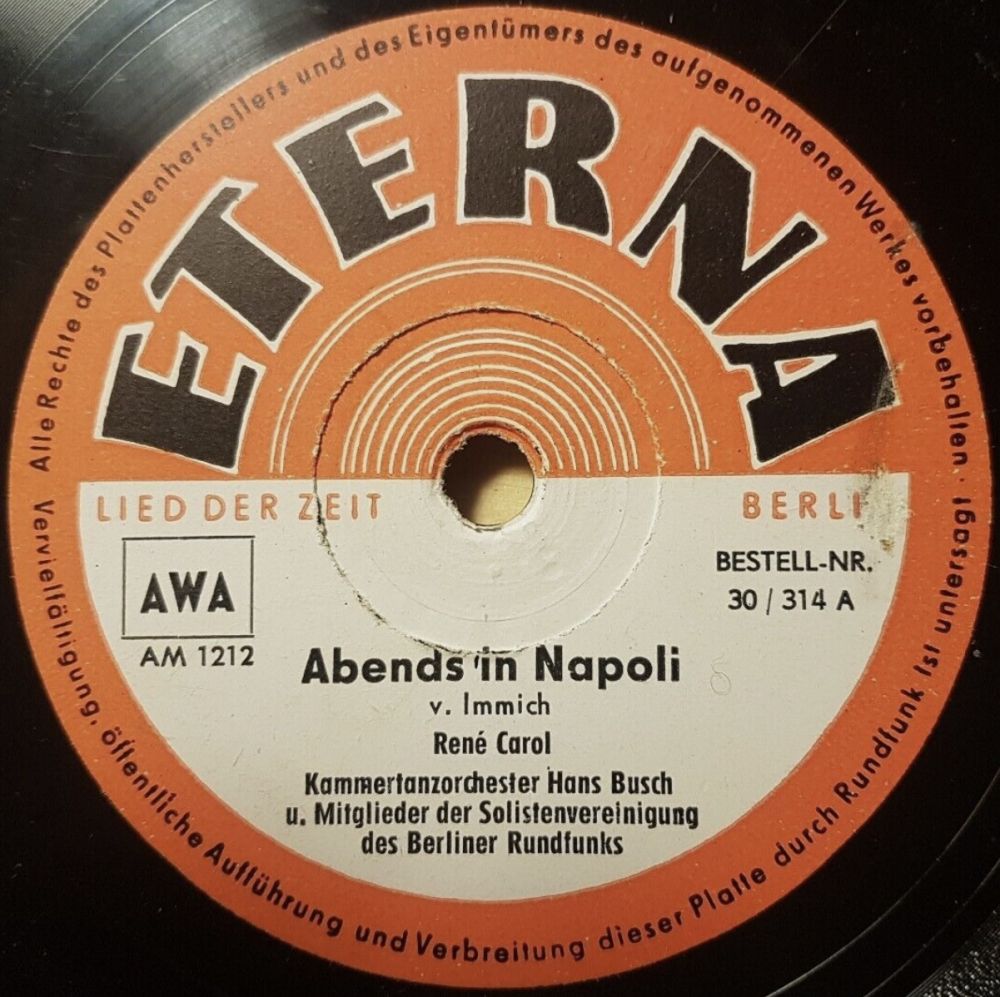 Alle Rechte des Plattenherstellers und des Eigentümers des aufgenommenen Werkes vorbehalten. Vervielfältigung, öffentliche Aufführung und Verbreitung dieser Platte durch Rundfunk ist untersagt
ETERNA
LIED DER ZEIT
BERLI
AWA
AM 1212
BESTELL-NR.
30 / 314 A
Abends in Napoli
v. Immich
René Carol
Kammertanzorchester Hans Busch
u. Mitglieder der Solistenvereinigung
des Berliner Rundfunks